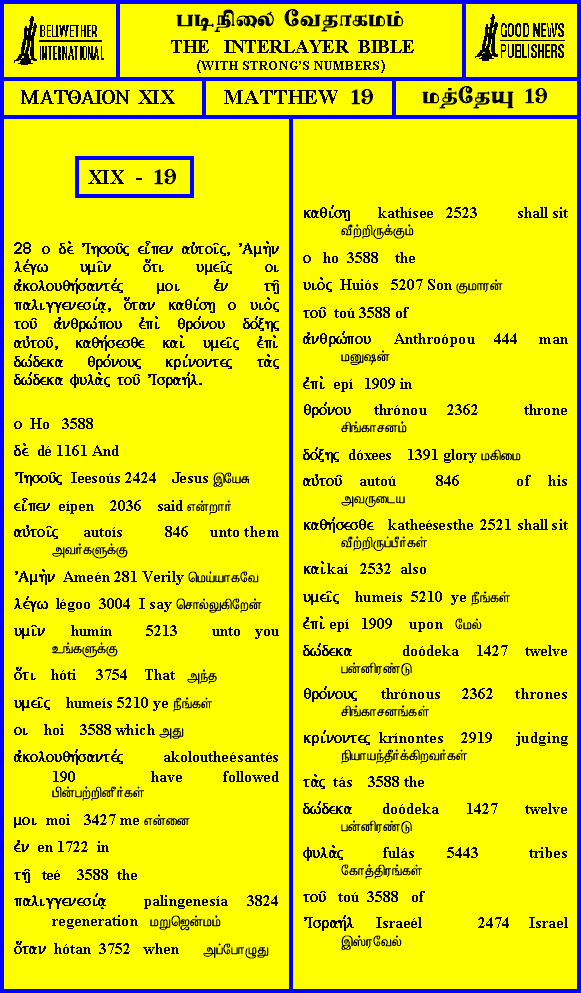 BELLWETHER
INTERNATIONAL
படிநிலை வேதாகமம்
THE INTERLAYER BIBLE
(WITH STRONG'S NUMBERS)
GOOD NEWS
PUBLISHERS
ΜΑΤΘΑΙΟΝ XIX
MATTHEW 19
மத்தேயு 19
XIX - 19
28 ο δὲ Ἰησοῦς εἶπεν αὐτοῖς, Ἀμὴν
λέγω υμῖν ὅτι υμεῖς οι
ἀκολουθήσαντές μοι ἐν τῇ
παλιγγενεσίᾳ, ὅταν καθίσῃ ο υιὸς
τοῦ ἀνθρώπου ἐπὶ θρόνου δόξης
αὐτοῦ, καθήσεσθε καὶ υμεῖς ἐπὶ
δώδεκα θρόνους κρίνοντες τὰς
δώδεκα φυλὰς τοῦ Ἰσραήλ.
ο Ho 3588
δὲ dé 1161 And
Ἰησοῦς Ieesoús 2424 Jesus இயேசு
εἶπεν eípen 2036 said என்றார்
αὐτοῖς autoís 846 unto them
அவர்களுக்கு
Ἀμὴν Ameén 281 Verily மெய்யாகவே
λέγω légoo 3004 I say சொல்லுகிறேன்
υμῖν humín 5213 unto you
உங்களுக்கு
ὅτι hóti 3754 That அந்த
υμεῖς humeís 5210 ye நீங்கள்
οι hoi 3588 which அது
ἀκολουθήσαντές akoloutheésantés
190 have followed
பின்பற்றினீர்கள்
μοι moi 3427 me என்னை
ἐν en 1722 in
τῇ teé 3588 the
παλιγγενεσίᾳ palingenesía 3824
regeneration மறுஜென்மம்
ὅταν hótan 3752 when அப்போழுது
καθίσῃ kathísee 2523 shall sit
வீற்றிருக்கும்
ο ho 3588 the
υιὸς Huiós 5207 Son குமாரன்
τοῦ toú 3588 of
ἀνθρώπου Anthroópou 444 man
மனுஷன்
ἐπὶ epí 1909 in
θρόνου thrónou 2362 throne
சிங்காசனம்
δόξης dóxees 1391 glory மகிமை
αὐτοῦ autoú 846 of his
அவருடைய
καθήσεσθε katheésesthe 2521 shall sit
வீற்றிருப்பீர்கள்
καὶ kaí 2532 also
υμεῖς humeís 5210 ye நீங்கள்
ἐπὶ epí 1909 upon மேல்
δώδεκα doódeka 1427 twelve
பன்னிரண்டு
θρόνους thrónous 2362 thrones
சிங்காசனங்கள்
κρίνοντες krínontes 2919 judging
நியாயந்தீர்க்கிறவர்கள்
τὰς tás 3588 the
δώδεκα doódeka 1427 twelve
பன்னிரண்டு
φυλὰς fulás 5443 tribes
கோத்திரங்கள்
τοῦ toú 3588 of
Ἰσραήλ Israeél 2474 Israel
இஸ்ரவேல்